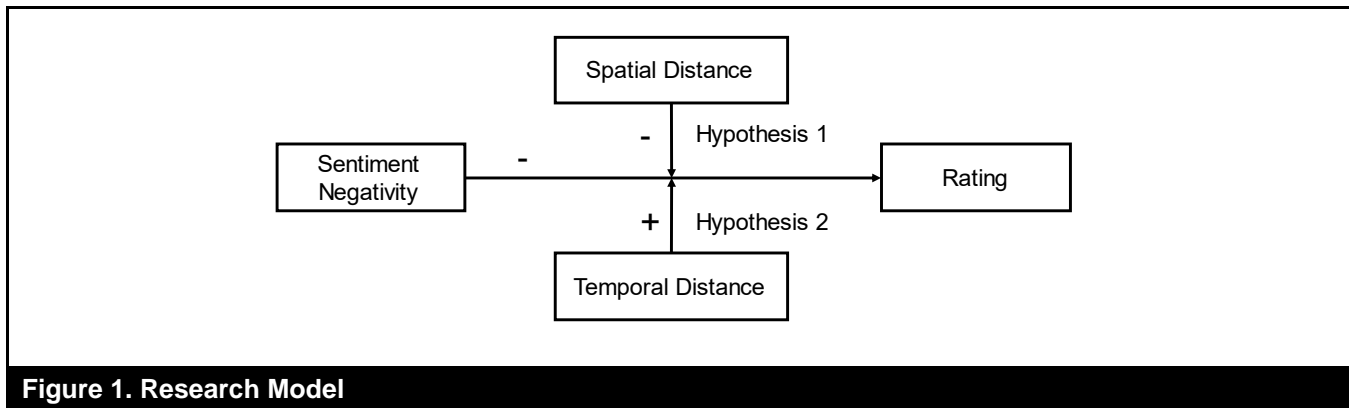 Spatial Distance
- Hypothesis 1
Sentiment
Negativity
-
Rating
+ Hypothesis 2
Temporal Distance
Figure 1. Research Model